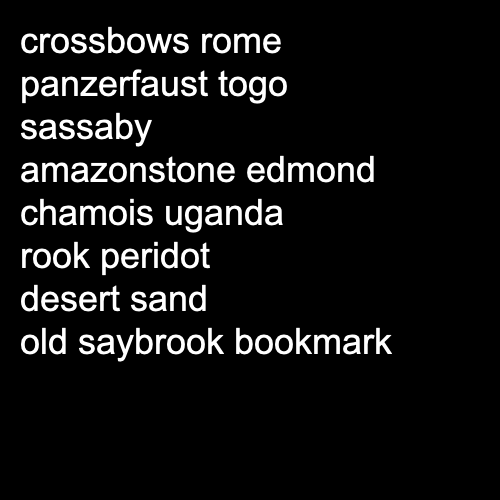 crossbows rome
panzerfaust togo
sassaby
amazonstone edmond
chamois uganda
rook peridot
desert sand
old saybrook bookmark